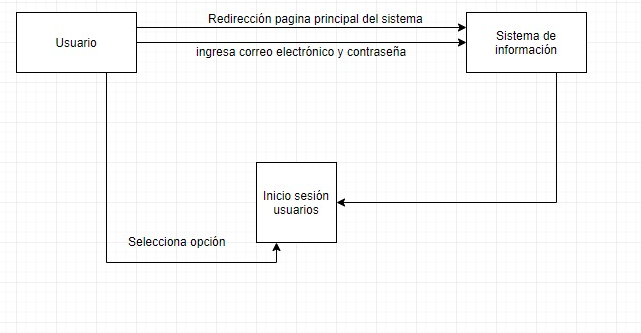 Redirección pagina principal del sistema
Usuario
Sistema de
información
ingresa correo electrónico y contraseña
Inicio sesión
usuarios
Selecciona opción